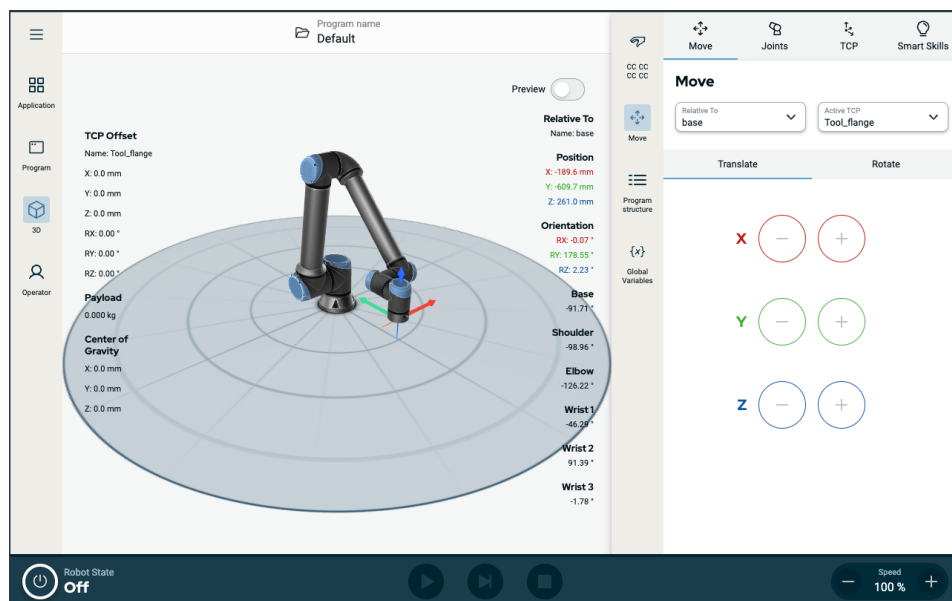 Program name
Default
Application
Program
3D
Operator
Preview
TCP Offset
Name: Tool_flange
X: 0.0 mm
Y: 0.0 mm
Z: 0.0 mm
RX: 0.00 °
RY: 0.00 °
RZ: 0.00 °
Payload
0.000 kg
Center of
Gravity
X: 0.0 mm
Y: 0.0 mm
Z: 0.0 mm
Relative To
Name: base
Position
X: -189.6 mm
Y: -609.7 mm
Z: 261.0 mm
Orientation
RX: -0.07 °
RY: 178.55 °
RZ: 2.23 °
Base
-91.71 °
Shoulder
-98.96 °
Elbow
-126.22 °
Wrist 1
-46.29 °
Wrist 2
91.39 °
Wrist 3
-1.78 °
CC CC
CC CC
Move
Program
structure
{x}
Global
Variables
Move
Joints
TCP
Smart Skills
Move
Relative To
base
Active TCP
Tool_flange
Translate
Rotate
X − +
Y − +
Z − +
Robot State
Off
Speed
− 100 % +